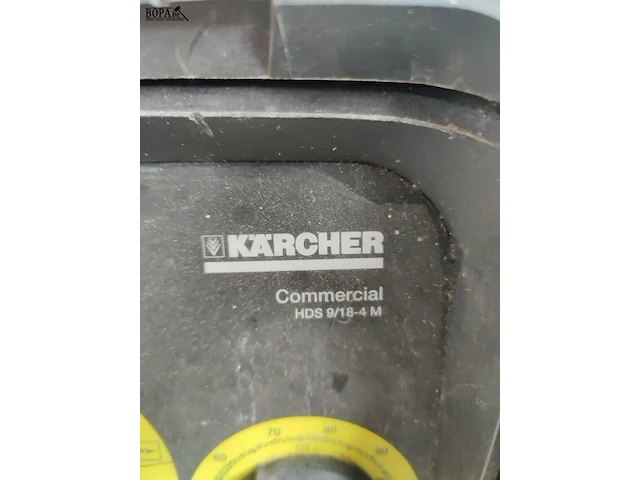 BOPA
KÄRCHER
Commercial
HDS 9/18-4 M
60 70 80 90